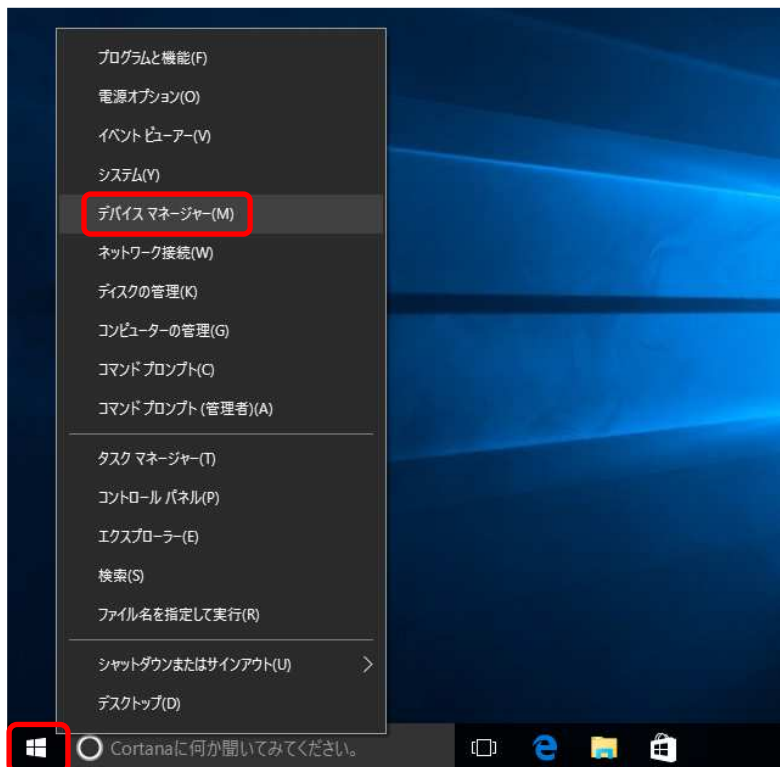 プログラムと機能(F)
電源オプション(O)
イベント ビューアー(V)
システム(Y)
デバイス マネージャー(M)
ネットワーク接続(W)
ディスクの管理(K)
コンピューターの管理(G)
コマンド プロンプト(C)
コマンド プロンプト (管理者)(A)
タスク マネージャー(T)
コントロール パネル(P)
エクスプローラー(E)
検索(S)
ファイル名を指定して実行(R)
シャットダウンまたはサインアウト(U)
デスクトップ(D)
Cortanaに何か聞いてみてください。